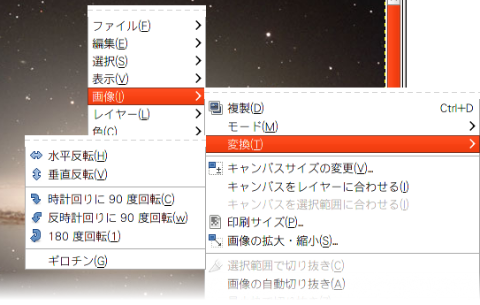 ファイル(F)
編集(E)
選択(S)
表示(V)
画像(I)
レイヤー(L)
色(C)
複製(D) Ctrl+D
モード(M)
変換(T)
キャンバスサイズの変更(V)...
キャンバスをレイヤーに合わせる(I)
キャンバスを選択範囲に合わせる(I)
印刷サイズ(P)...
画像の拡大・縮小(S)...
選択範囲で切り抜き(C)
画像の自動切り抜き(A)
水平反転(H)
垂直反転(V)
時計回りに 90 度回転(C)
反時計回りに 90 度回転(w)
180 度回転(1)
ギロチン(G)